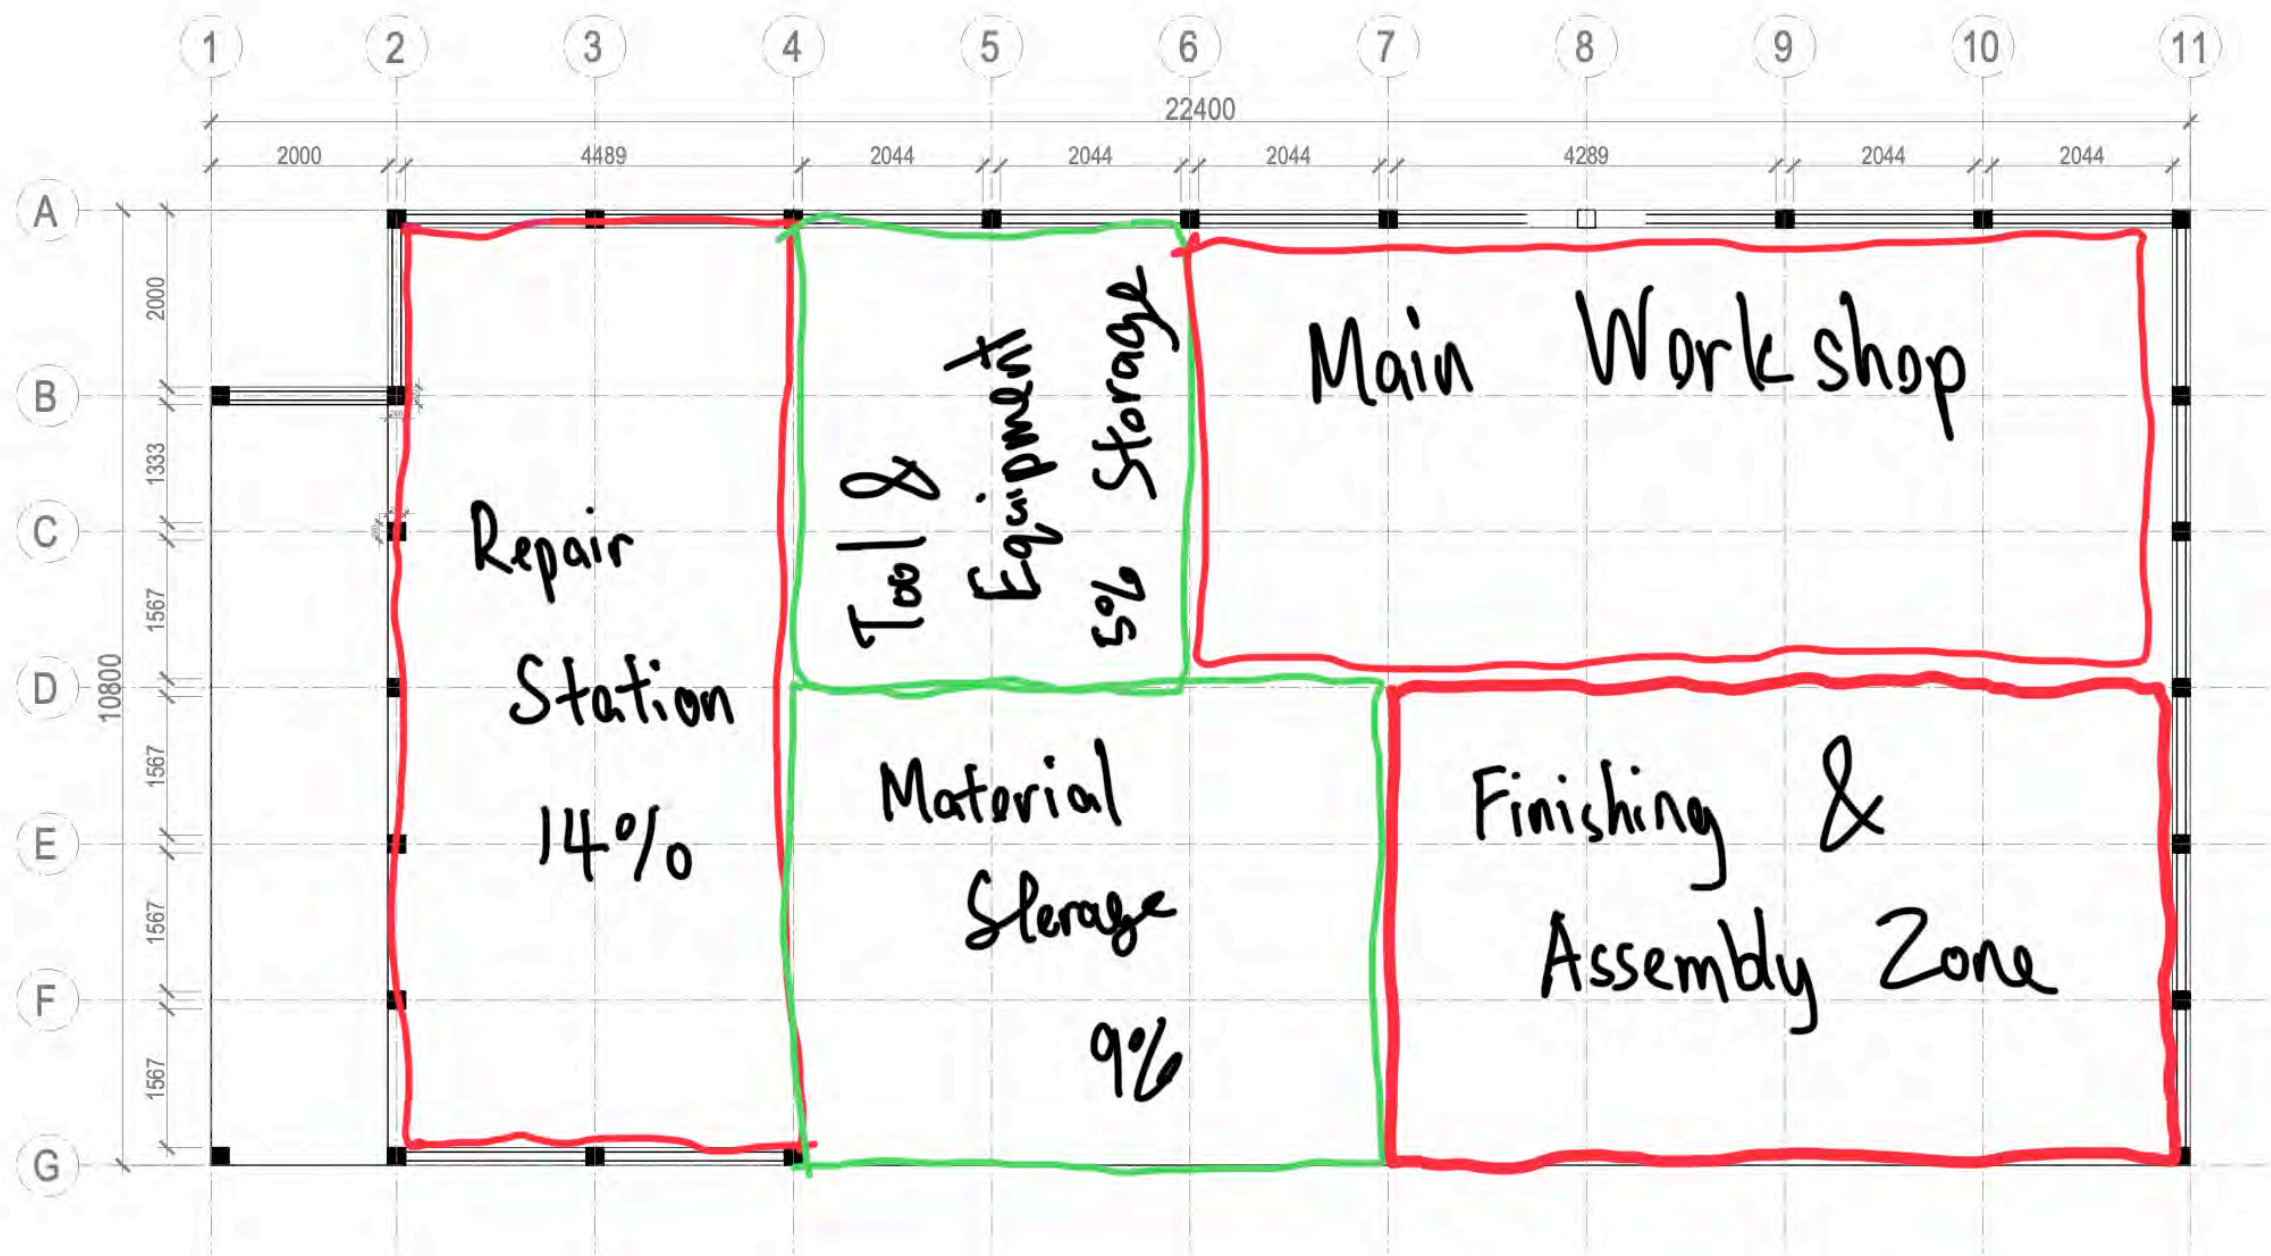 1 2 3 4 5 6 7 8 9 10 11
22400
2000 4489 2044 2044 2044 4289 2044 2044
A
B
C
D
E
F
G
10800
2000
1333
1567
1567
1567
1567
Repair
Station
14%
Tool &
Equipment
Storage
5%
Main Workshop
Material
Sterage
9%
Finishing &
Assembly Zone